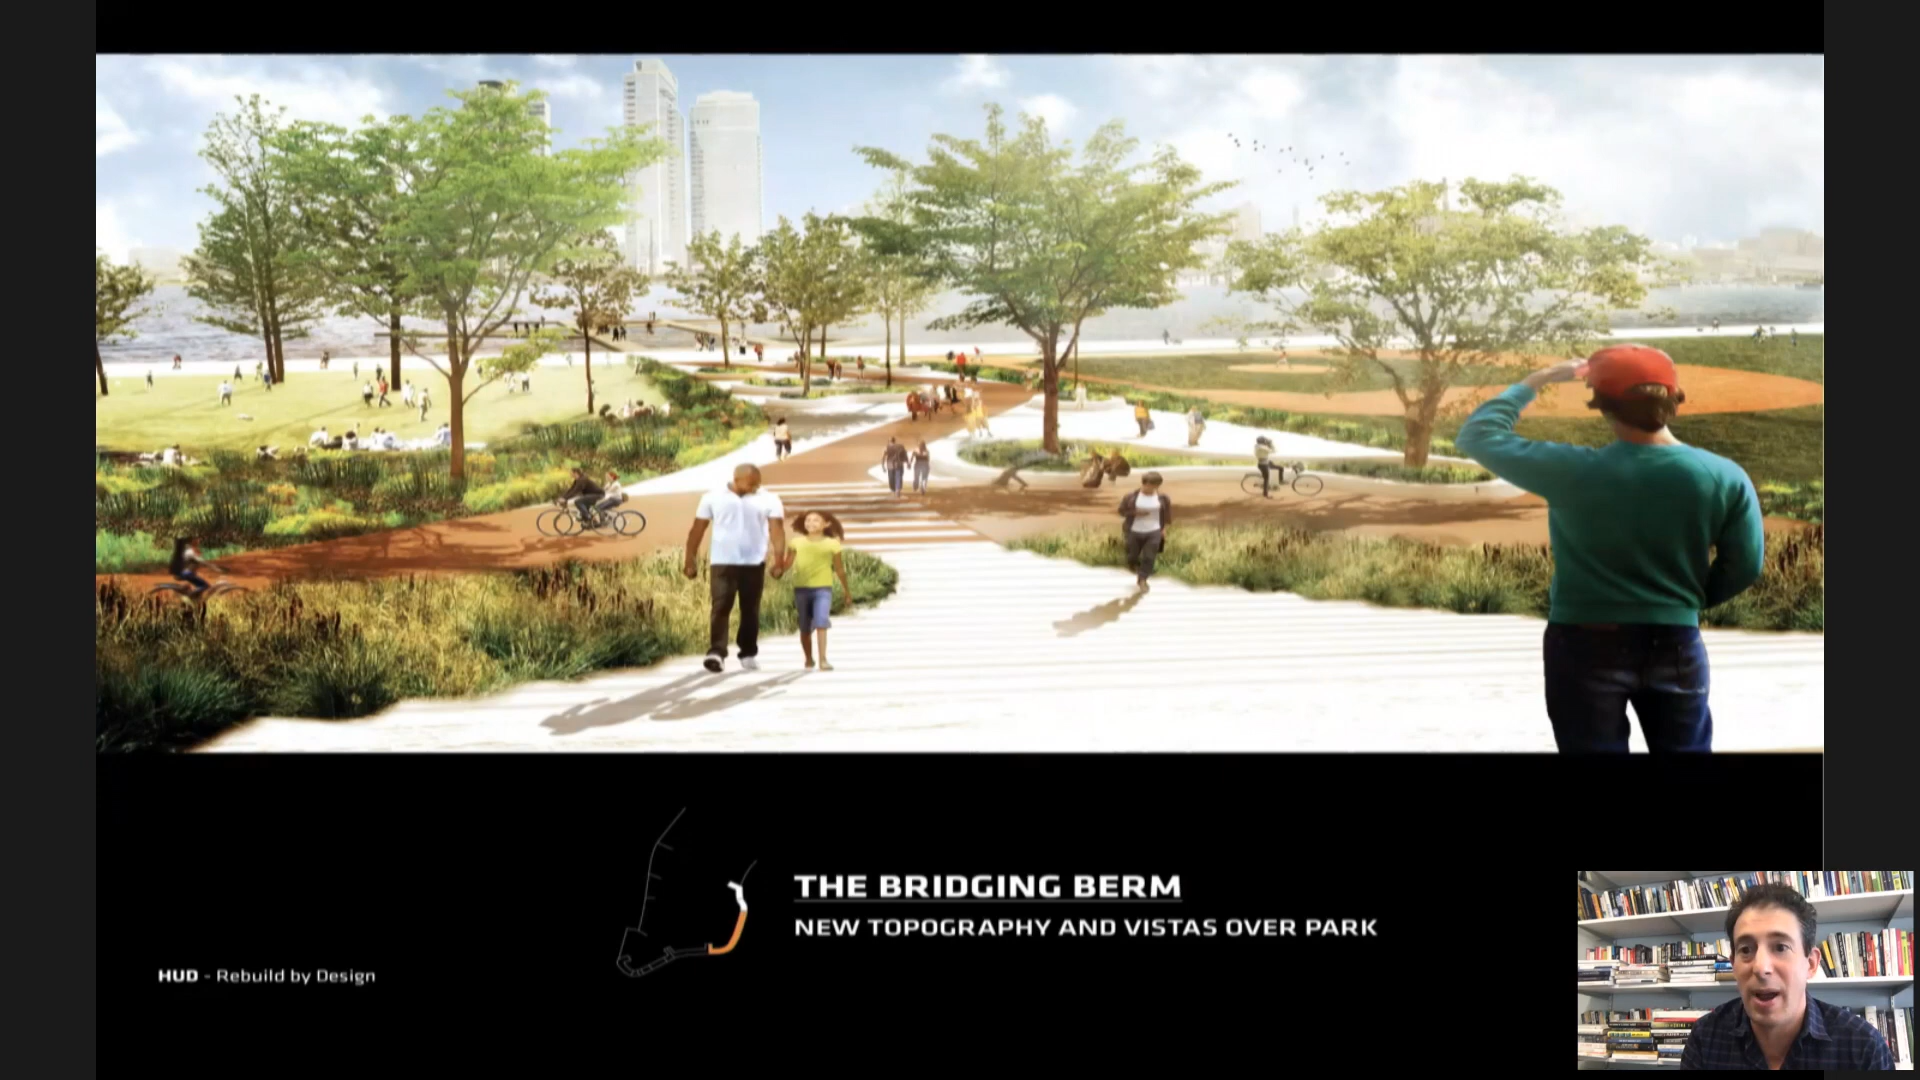 THE BRIDGING BERM
NEW TOPOGRAPHY AND VISTAS OVER PARK
HUD - Rebuild by Design